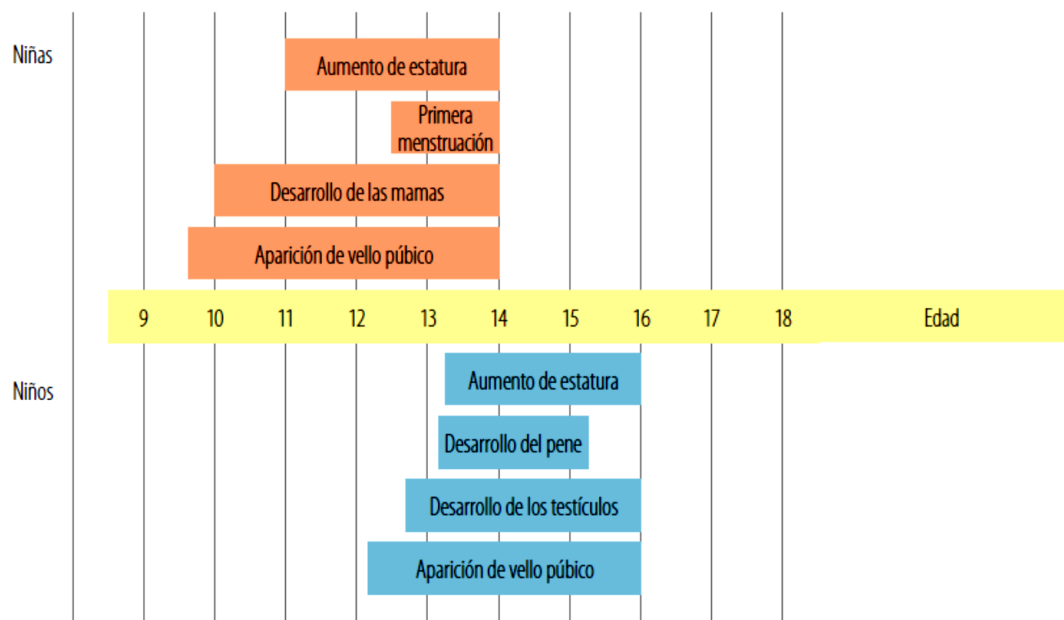 Niñas
Aumento de estatura
Primera
menstruación
Desarrollo de las mamas
Aparición de vello púbico
9 10 11 12 13 14 15 16 17 18 Edad
Niños
Aumento de estatura
Desarrollo del pene
Desarrollo de los testículos
Aparición de vello púbico